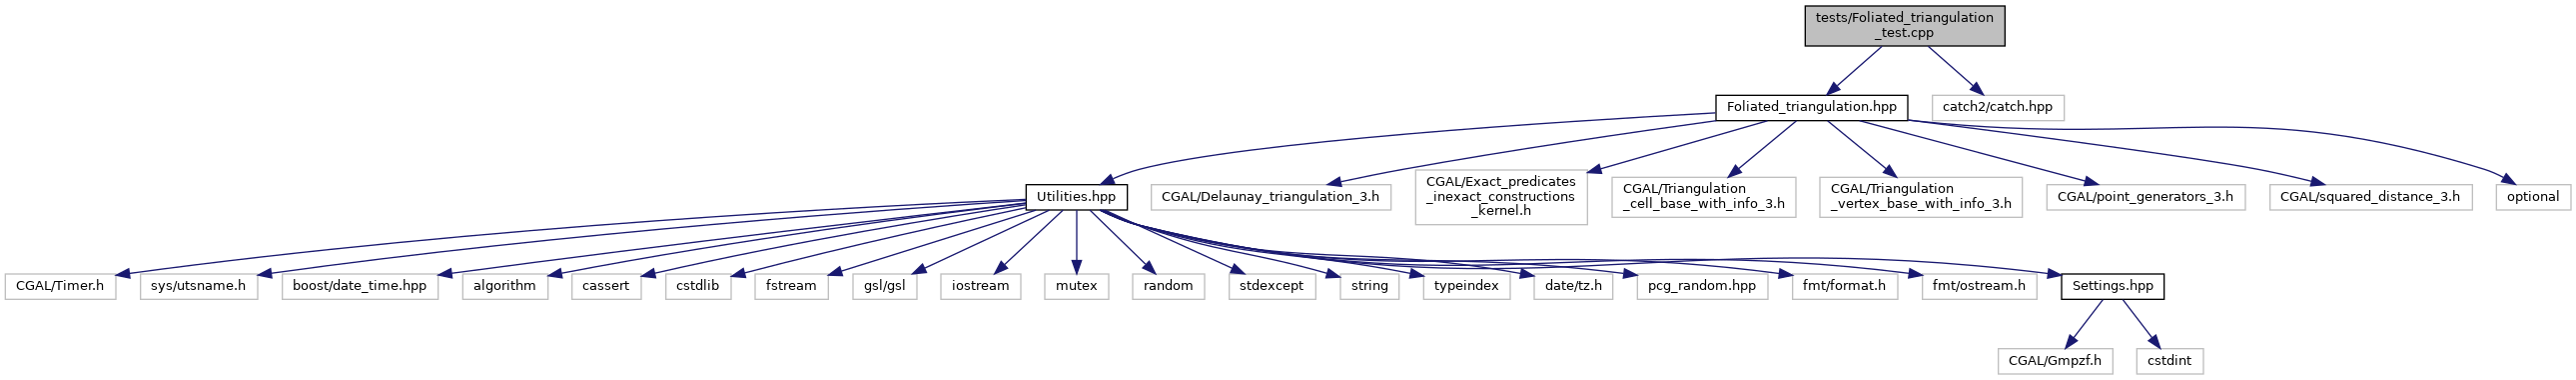 tests/Foliated_triangulation
_test.cpp
Foliated_triangulation.hpp
catch2/catch.hpp
Utilities.hpp
CGAL/Delaunay_triangulation_3.h
CGAL/Exact_predicates
_inexact_constructions
_kernel.h
CGAL/Triangulation
_cell_base_with_info_3.h
CGAL/Triangulation
_vertex_base_with_info_3.h
CGAL/point_generators_3.h
CGAL/squared_distance_3.h
optional
CGAL/Timer.h
sys/utsname.h
boost/date_time.hpp
algorithm
cassert
cstdlib
fstream
gsl/gsl
iostream
mutex
random
stdexcept
string
typeindex
date/tz.h
pcg_random.hpp
fmt/format.h
fmt/ostream.h
Settings.hpp
CGAL/Gmpzf.h
cstdint